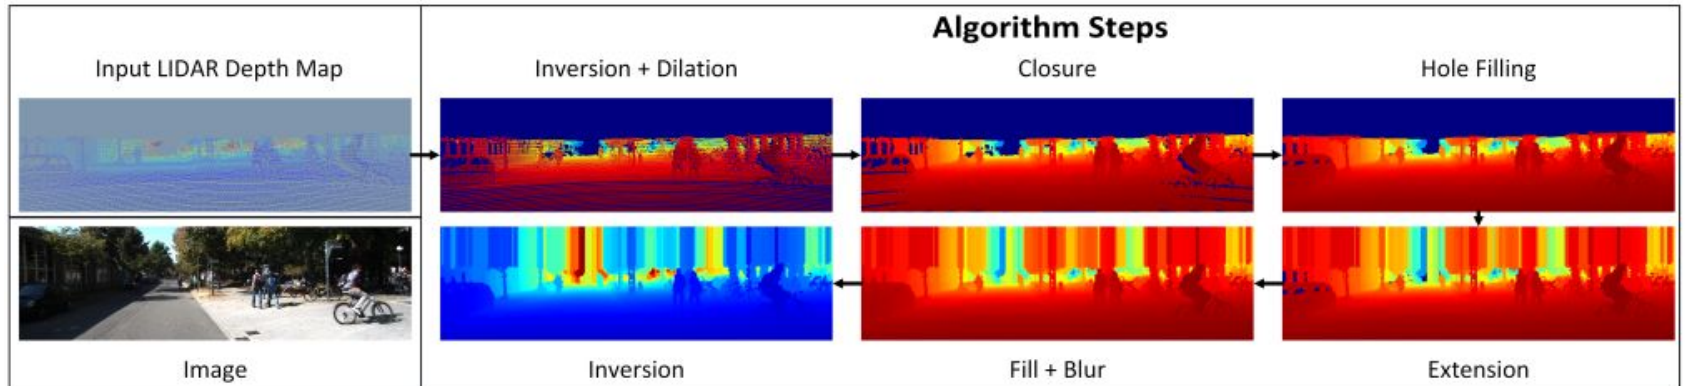 Algorithm Steps
Input LIDAR Depth Map
Inversion + Dilation
Closure
Hole Filling
Image
Inversion
Fill + Blur
Extension